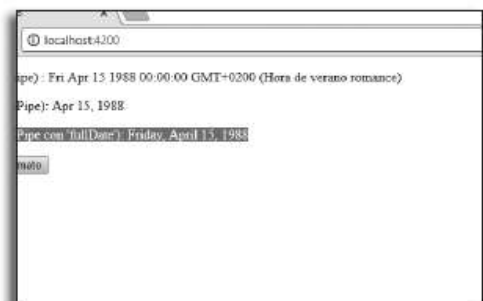 localhost:4200
ipe) : Fri Apr 15 1988 00:00:00 GMT+0200 (Hora de verano romance)
Pipe): Apr 15, 1988
Pipe con 'fullDate'): Friday, April 15, 1988
mato